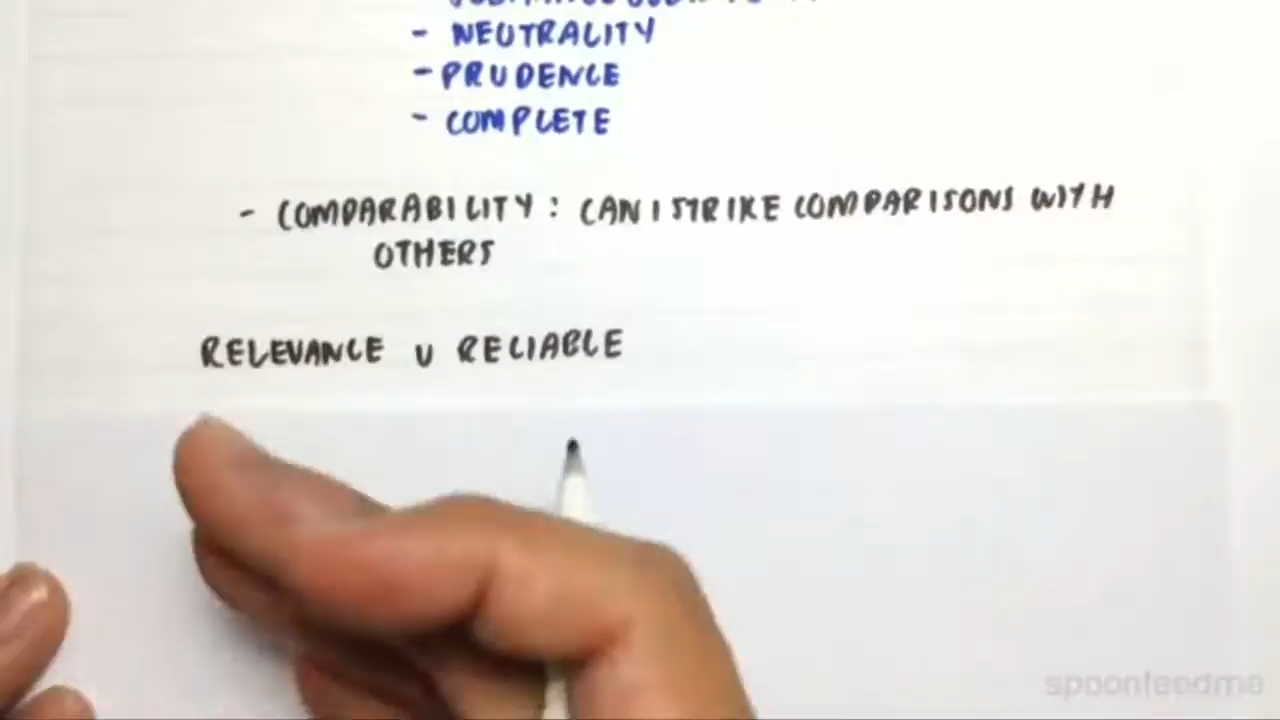 - NEUTRALITY
- PRUDENCE
- COMPLETE
- COMPARABILITY : CAN I STRIKE COMPARISONS WITH
OTHERS
RELEVANCE V RELIABLE
spoonfeedme